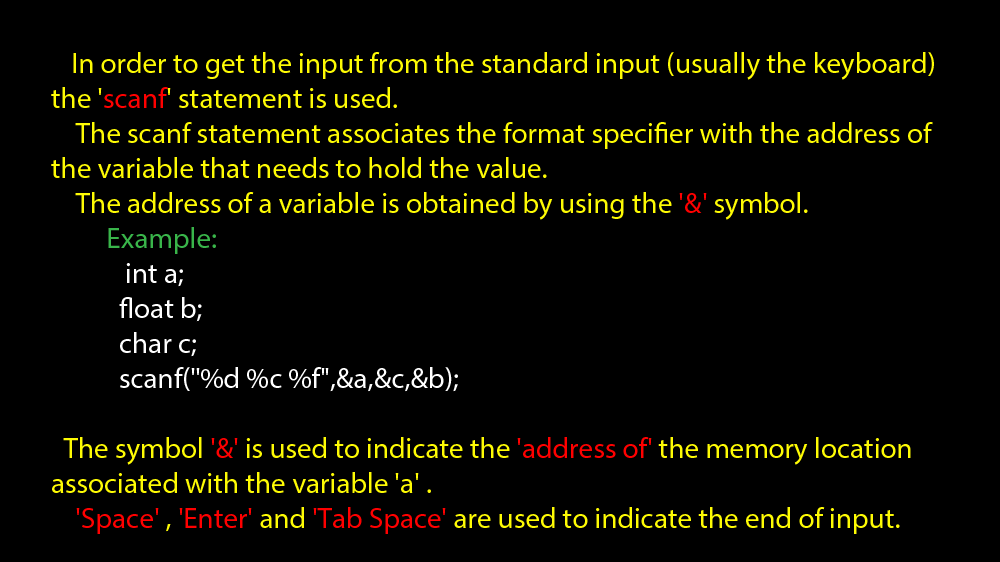 In order to get the input from the standard input (usually the keyboard)
the 'scanf' statement is used.
The scanf statement associates the format specifier with the address of
the variable that needs to hold the value.
The address of a variable is obtained by using the '&' symbol.
Example:
int a;
float b;
char c;
scanf("%d %c %f",&a,&c,&b);
The symbol '&' is used to indicate the 'address of' the memory location
associated with the variable 'a' .
'Space' , 'Enter' and 'Tab Space' are used to indicate the end of input.